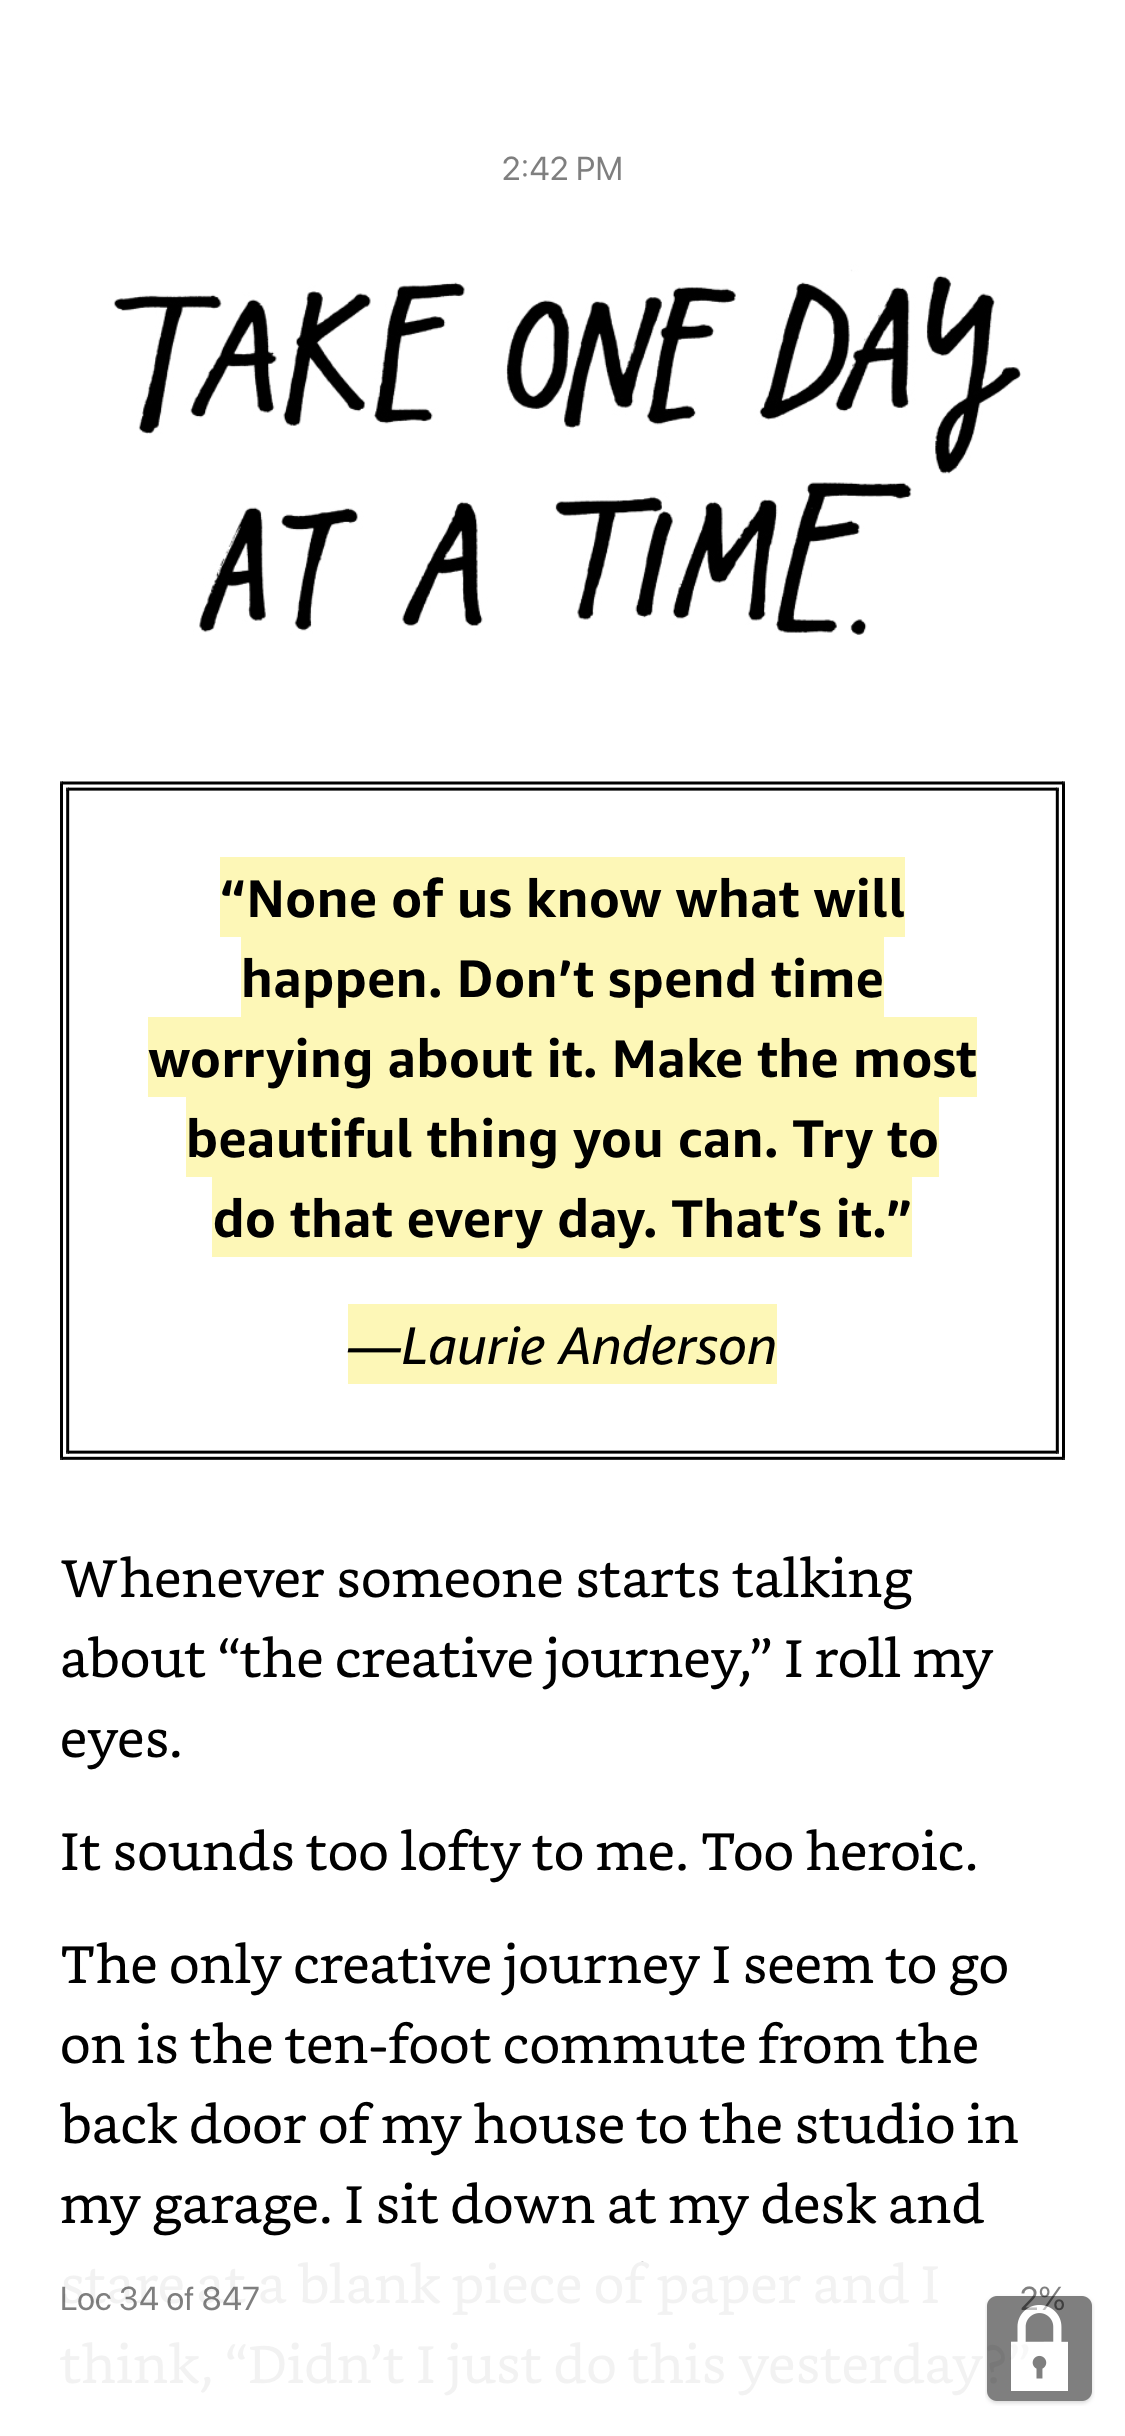 2:42 PM
TAKE ONE DAY
AT A TIME.
“None of us know what will
happen. Don’t spend time
worrying about it. Make the most
beautiful thing you can. Try to
do that every day. That’s it.”
—Laurie Anderson
Whenever someone starts talking
about “the creative journey,” I roll my
eyes.
It sounds too lofty to me. Too heroic.
The only creative journey I seem to go
on is the ten-foot commute from the
back door of my house to the studio in
my garage. I sit down at my desk and
stare at a blank piece of paper and I
Loc 34 of 847
2%
think, “Didn’t I just do this yesterday?”